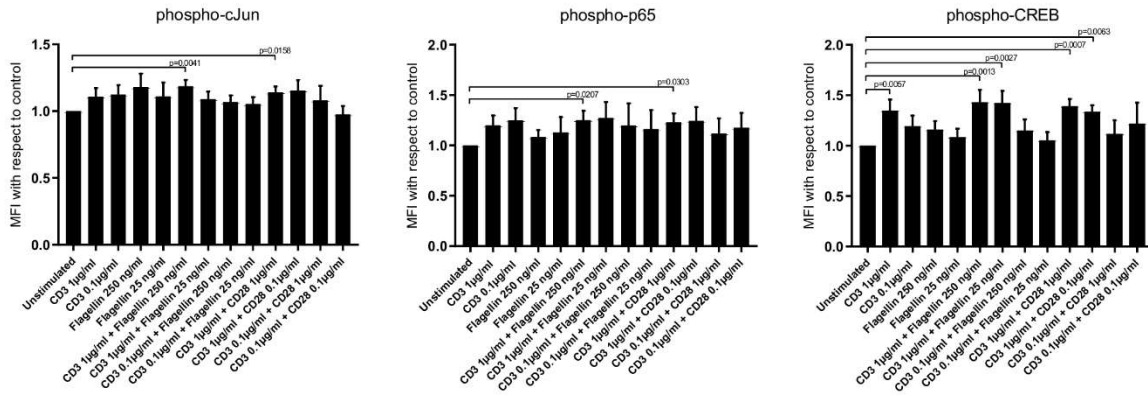 phospho-cJun
MFI with respect to control
1.5
1.0
0.5
0.0
p=0.0158
p=0.0041
Unstimulated
CD3 1µg/ml
CD3 0.1µg/ml
Flagellin 250 ng/ml
Flagellin 25 ng/ml
CD3 1µg/ml + Flagellin 250 ng/ml
CD3 1µg/ml + Flagellin 25 ng/ml
CD3 0.1µg/ml + Flagellin 250 ng/ml
CD3 0.1µg/ml + Flagellin 25 ng/ml
CD3 1µg/ml + CD28 1µg/ml
CD3 1µg/ml + CD28 0.1µg/ml
CD3 0.1µg/ml + CD28 1µg/ml
CD3 0.1µg/ml + CD28 0.1µg/ml
phospho-p65
MFI with respect to control
2.0
1.5
1.0
0.5
0.0
p=0.0303
p=0.0207
Unstimulated
CD3 1µg/ml
CD3 0.1µg/ml
Flagellin 250 ng/ml
Flagellin 25 ng/ml
CD3 1µg/ml + Flagellin 250 ng/ml
CD3 1µg/ml + Flagellin 25 ng/ml
CD3 0.1µg/ml + Flagellin 250 ng/ml
CD3 0.1µg/ml + Flagellin 25 ng/ml
CD3 1µg/ml + CD28 1µg/ml
CD3 1µg/ml + CD28 0.1µg/ml
CD3 0.1µg/ml + CD28 1µg/ml
CD3 0.1µg/ml + CD28 0.1µg/ml
phospho-CREB
MFI with respect to control
2.0
1.5
1.0
0.5
0.0
p=0.0063
p=0.0007
p=0.0027
p=0.0013
p=0.0057
Unstimulated
CD3 1µg/ml
CD3 0.1µg/ml
Flagellin 250 ng/ml
Flagellin 25 ng/ml
CD3 1µg/ml + Flagellin 250 ng/ml
CD3 1µg/ml + Flagellin 25 ng/ml
CD3 0.1µg/ml + Flagellin 250 ng/ml
CD3 0.1µg/ml + Flagellin 25 ng/ml
CD3 1µg/ml + CD28 1µg/ml
CD3 1µg/ml + CD28 0.1µg/ml
CD3 0.1µg/ml + CD28 1µg/ml
CD3 0.1µg/ml + CD28 0.1µg/ml